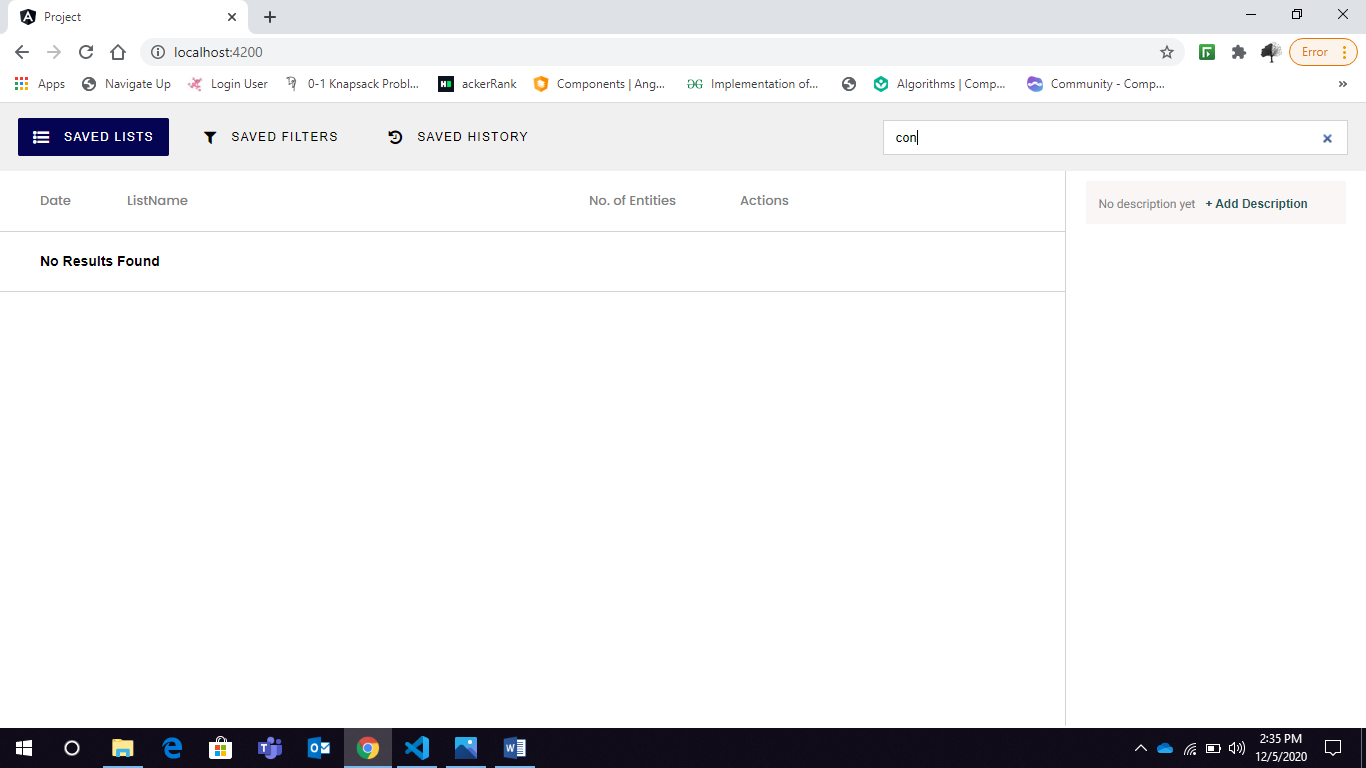 Project
localhost:4200
Error
Apps
Navigate Up
Login User
0-1 Knapsack Probl...
H
ackerRank
Components | Ang...
GG
Implementation of...
Algorithms | Comp...
Community - Comp...
»
SAVED LISTS
SAVED FILTERS
SAVED HISTORY
con
Date
ListName
No. of Entities
Actions
No description yet
+ Add Description
No Results Found
2:35 PM
12/5/2020